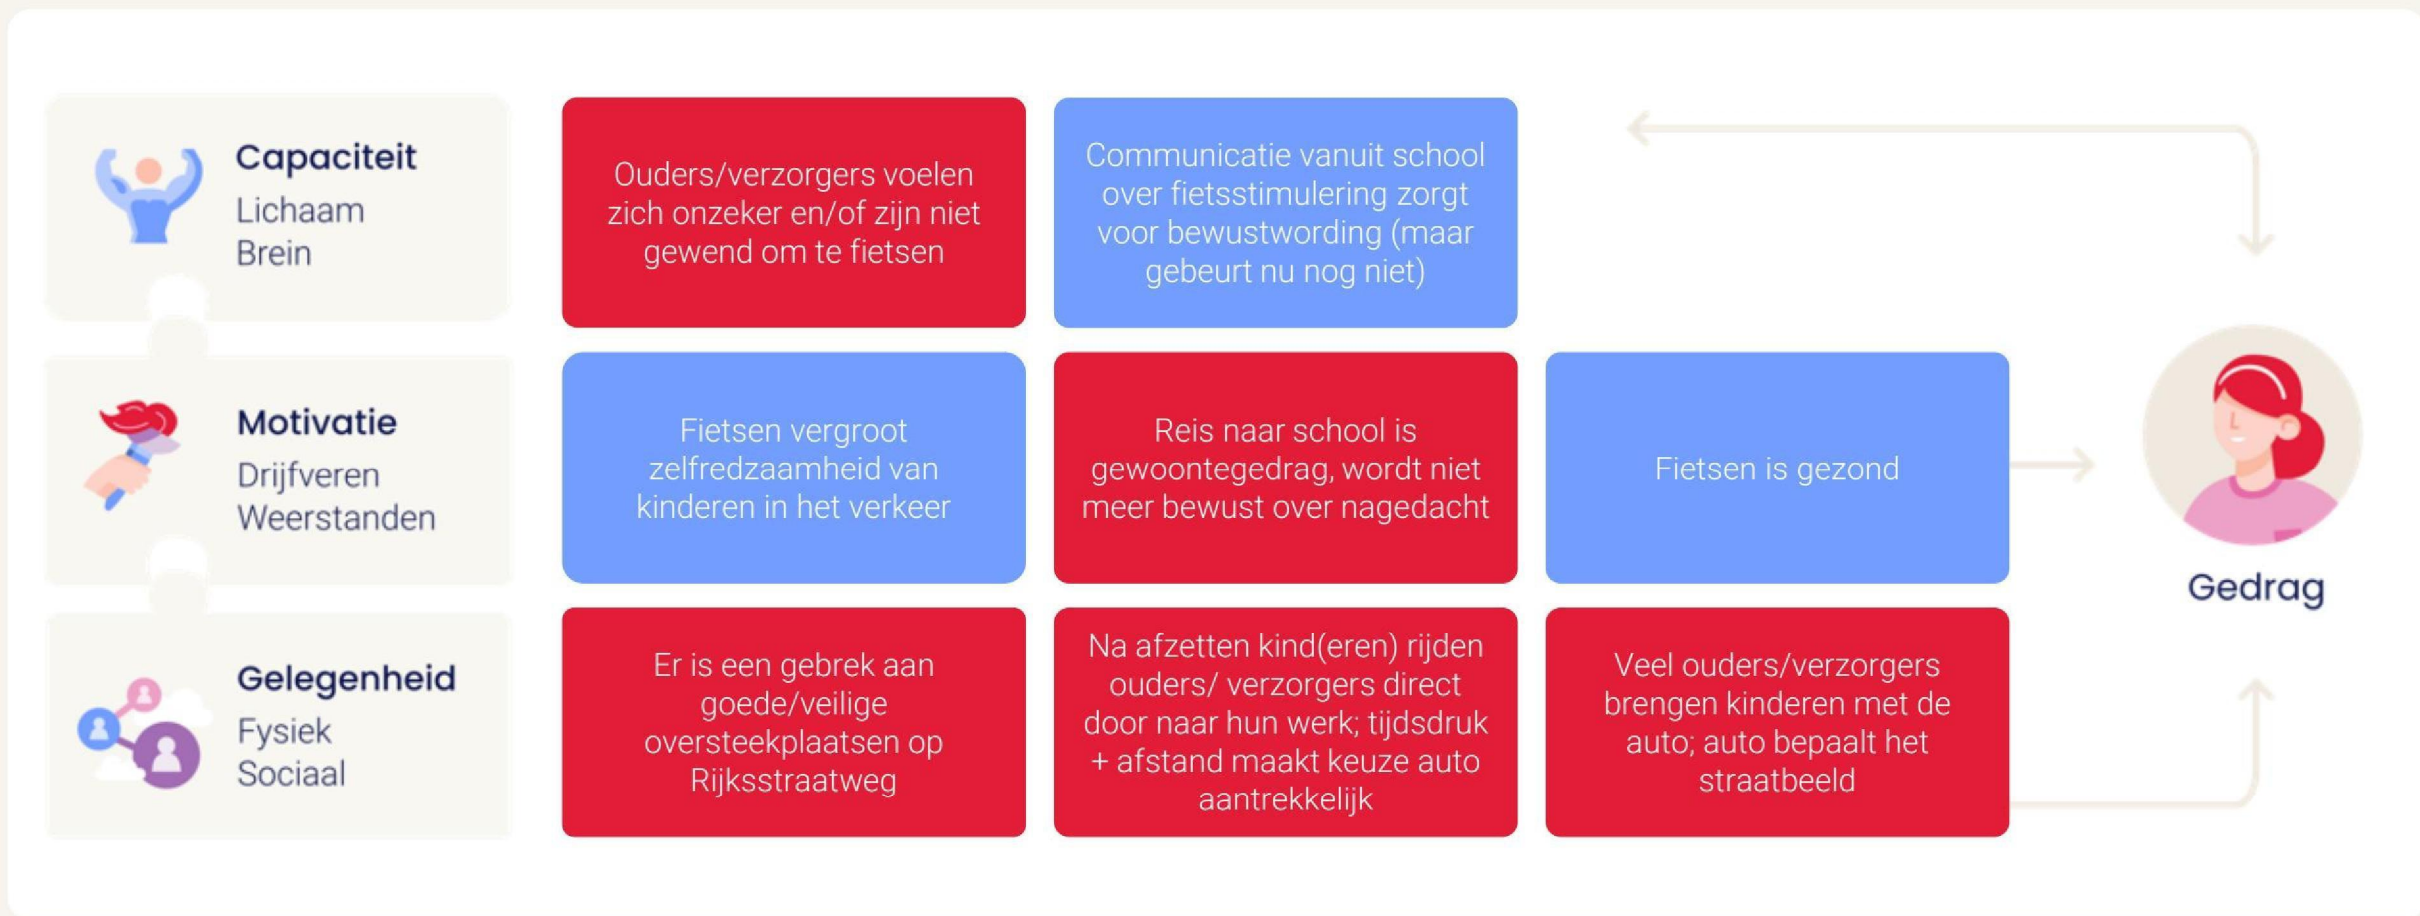 Capaciteit
Lichaam
Brein
Ouders/verzorgers voelen
zich onzeker en/of zijn niet
gewend om te fietsen
Communicatie vanuit school
over fietsstimulering zorgt
voor bewustwording (maar
gebeurt nu nog niet)
Motivatie
Drijfveren
Weerstanden
Fietsen vergroot
zelfredzaamheid van
kinderen in het verkeer
Reis naar school is
gewoontegedrag, wordt niet
meer bewust over nagedacht
Fietsen is gezond
Gedrag
Gelegenheid
Fysiek
Sociaal
Er is een gebrek aan
goede/veilige
oversteekplaatsen op
Rijksstraatweg
Na afzetten kind(eren) rijden
ouders/ verzorgers direct
door naar hun werk; tijdsdruk
+ afstand maakt keuze auto
aantrekkelijk
Veel ouders/verzorgers
brengen kinderen met de
auto; auto bepaalt het
straatbeeld